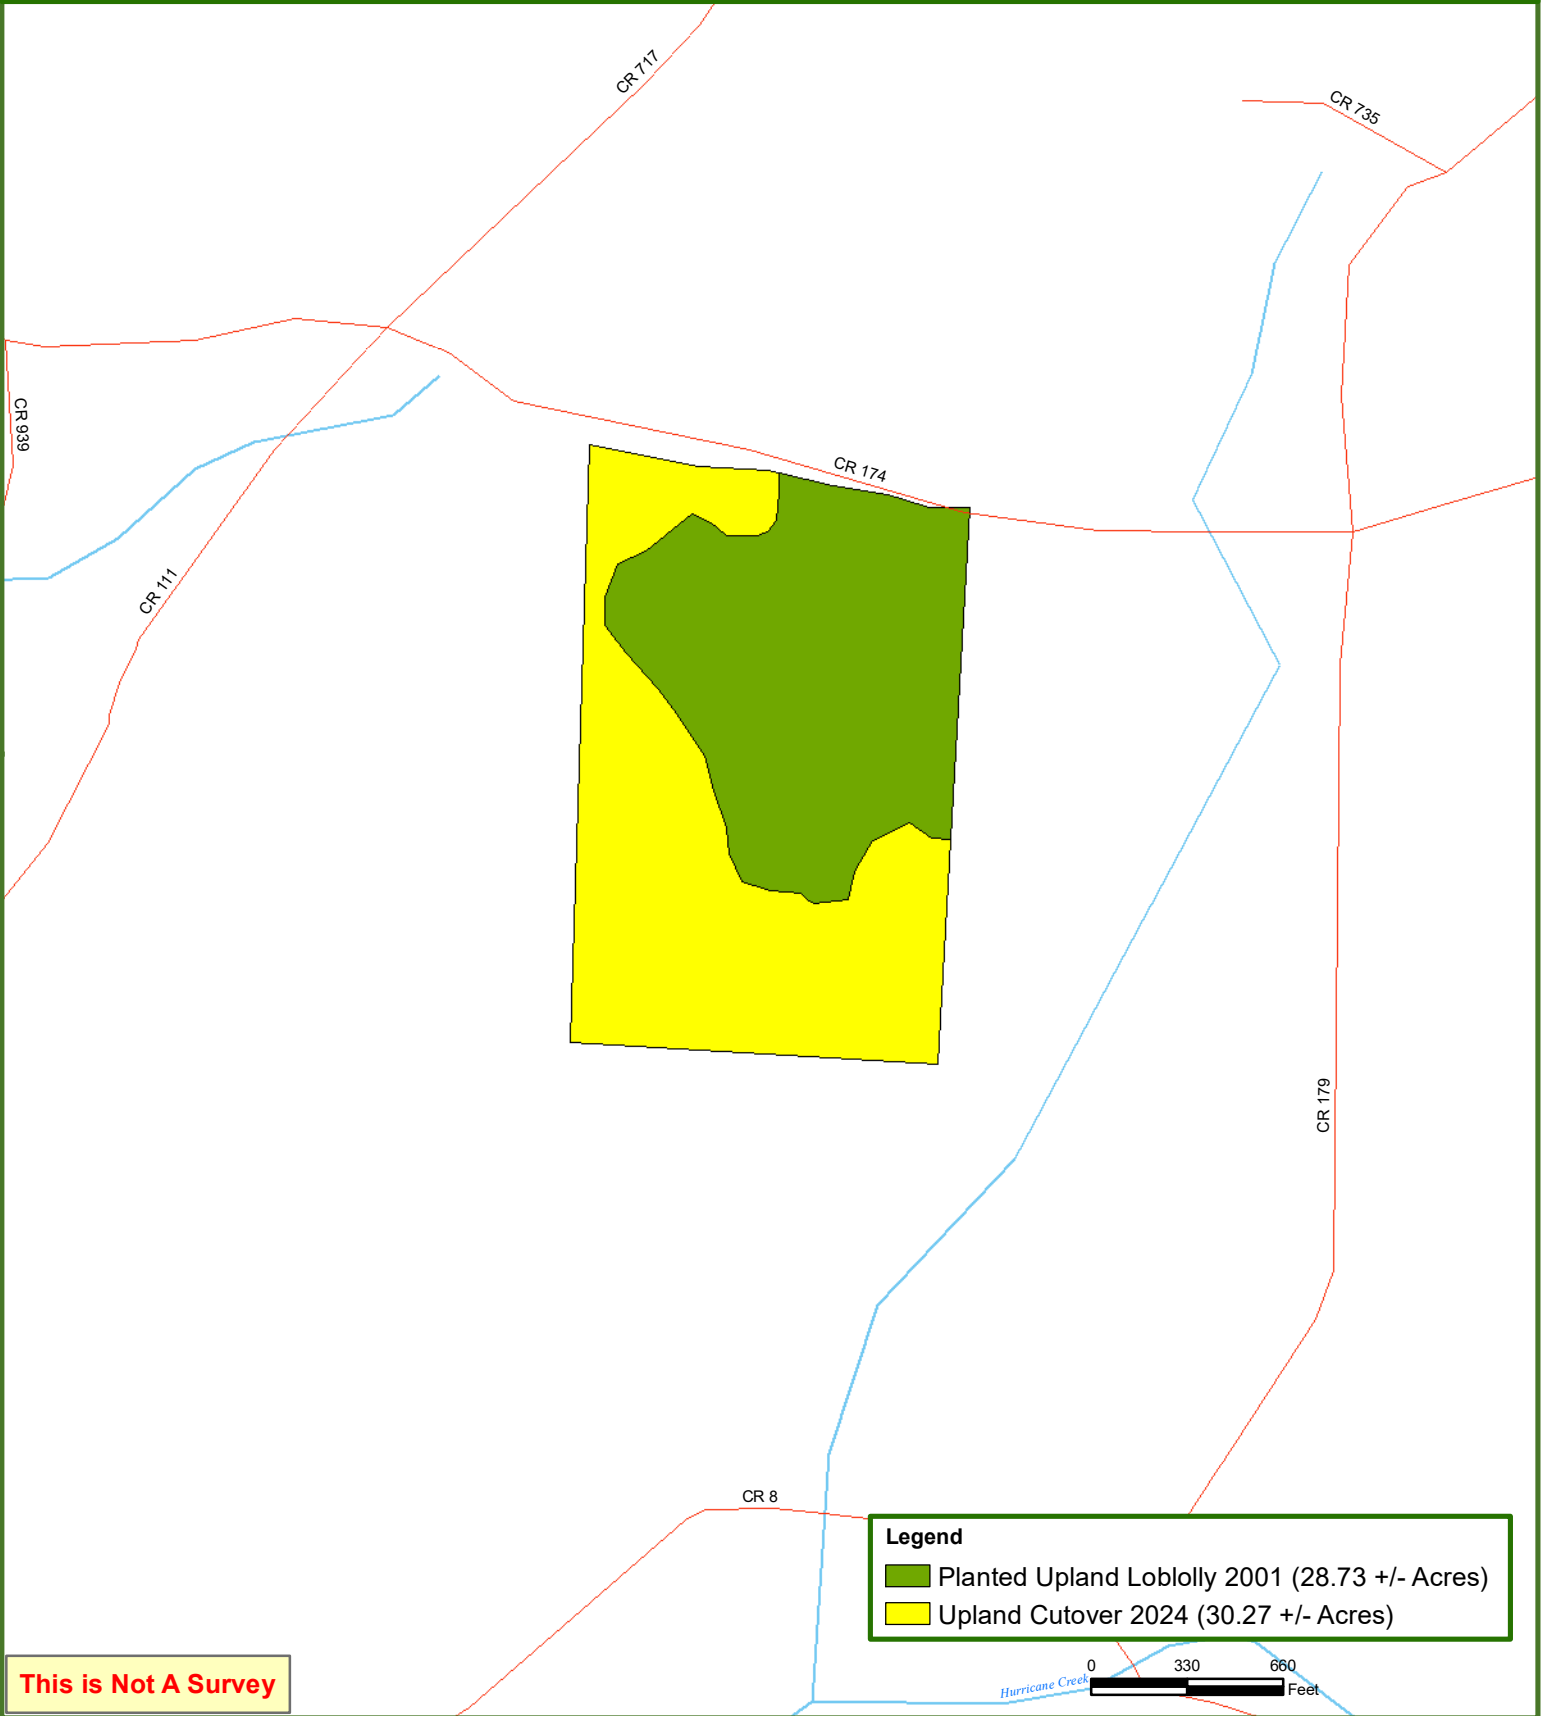 CR 717
CR 735
CR 939
CR 174
CR 111
CR 179
CR 8
Legend
Planted Upland Loblolly 2001 (28.73 +/- Acres)
Upland Cutover 2024 (30.27 +/- Acres)
This is Not A Survey
Hurricane Creek
0 330 660
Feet